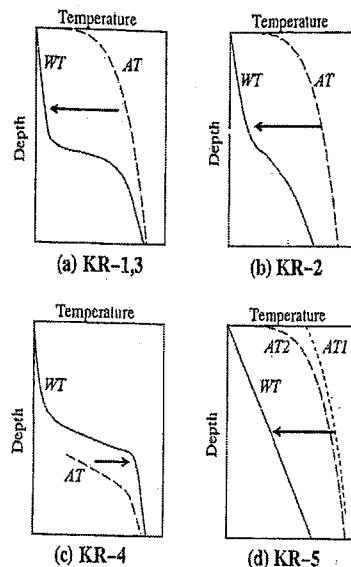 Temperature
WT
AT
Depth
(a) KR-1,3
Temperature
WT
AT
Depth
(b) KR-2
Temperature
WT
AT
Depth
(c) KR-4
Temperature
AT2
AT1
WT
Depth
(d) KR-5